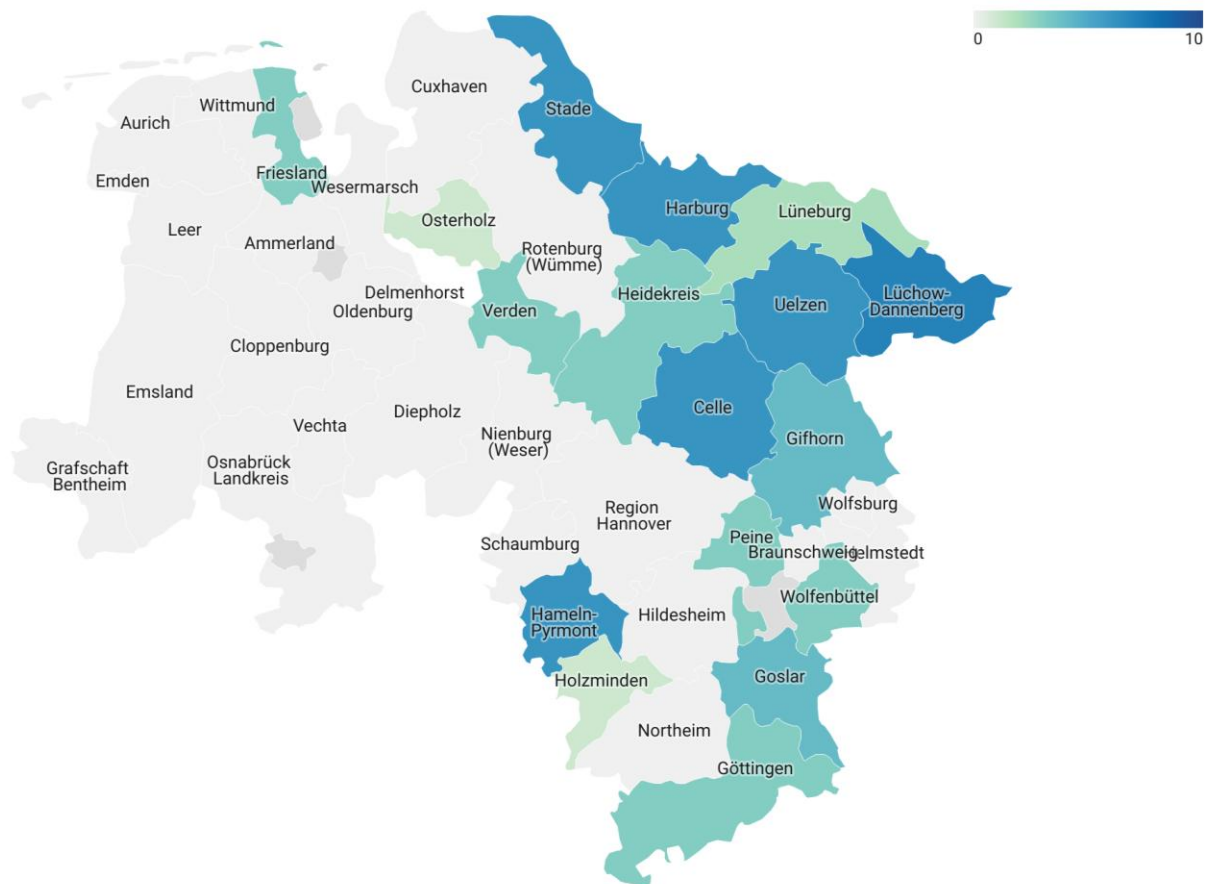 0
10
Cuxhaven
Wittmund
Stade
Aurich
Friesland
Emden
Wesermarsch
Harburg
Lüneburg
Osterholz
Leer
Ammerland
Rotenburg
(Wümme)
Delmenhorst
Heidekreis
Lüchow-
Dannenberg
Uelzen
Oldenburg
Verden
Cloppenburg
Emsland
Celle
Diepholz
Vechta
Nienburg
(Weser)
Gifhorn
Osnabrück
Landkreis
Grafschaft
Bentheim
Wolfsburg
Region
Hannover
Peine
Schaumburg
Braunschweig
Helmstedt
Wolfenbüttel
Hameln-
Pyrmont
Hildesheim
Holzminden
Goslar
Northeim
Göttingen